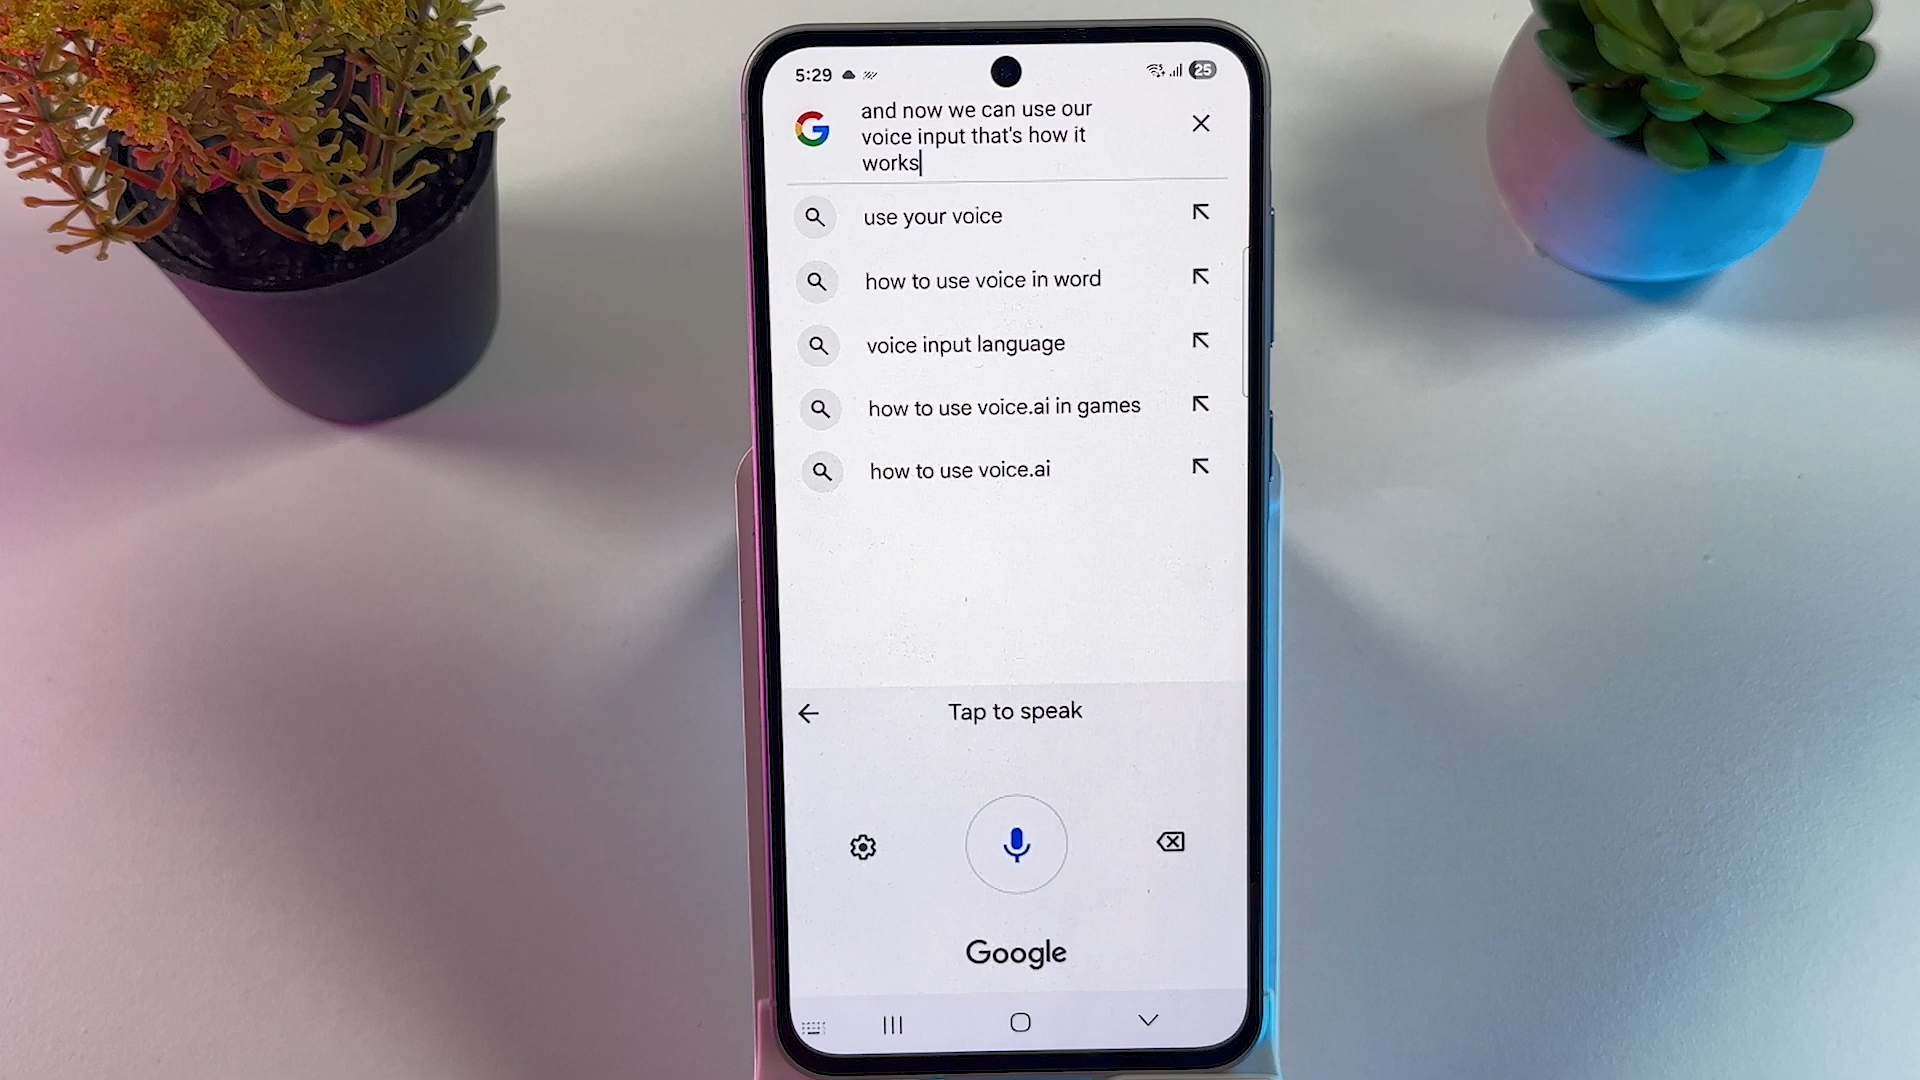 5:29
25
and now we can use our
voice input that's how it
works
use your voice
how to use voice in word
voice input language
how to use voice.ai in games
how to use voice.ai
Tap to speak
Google